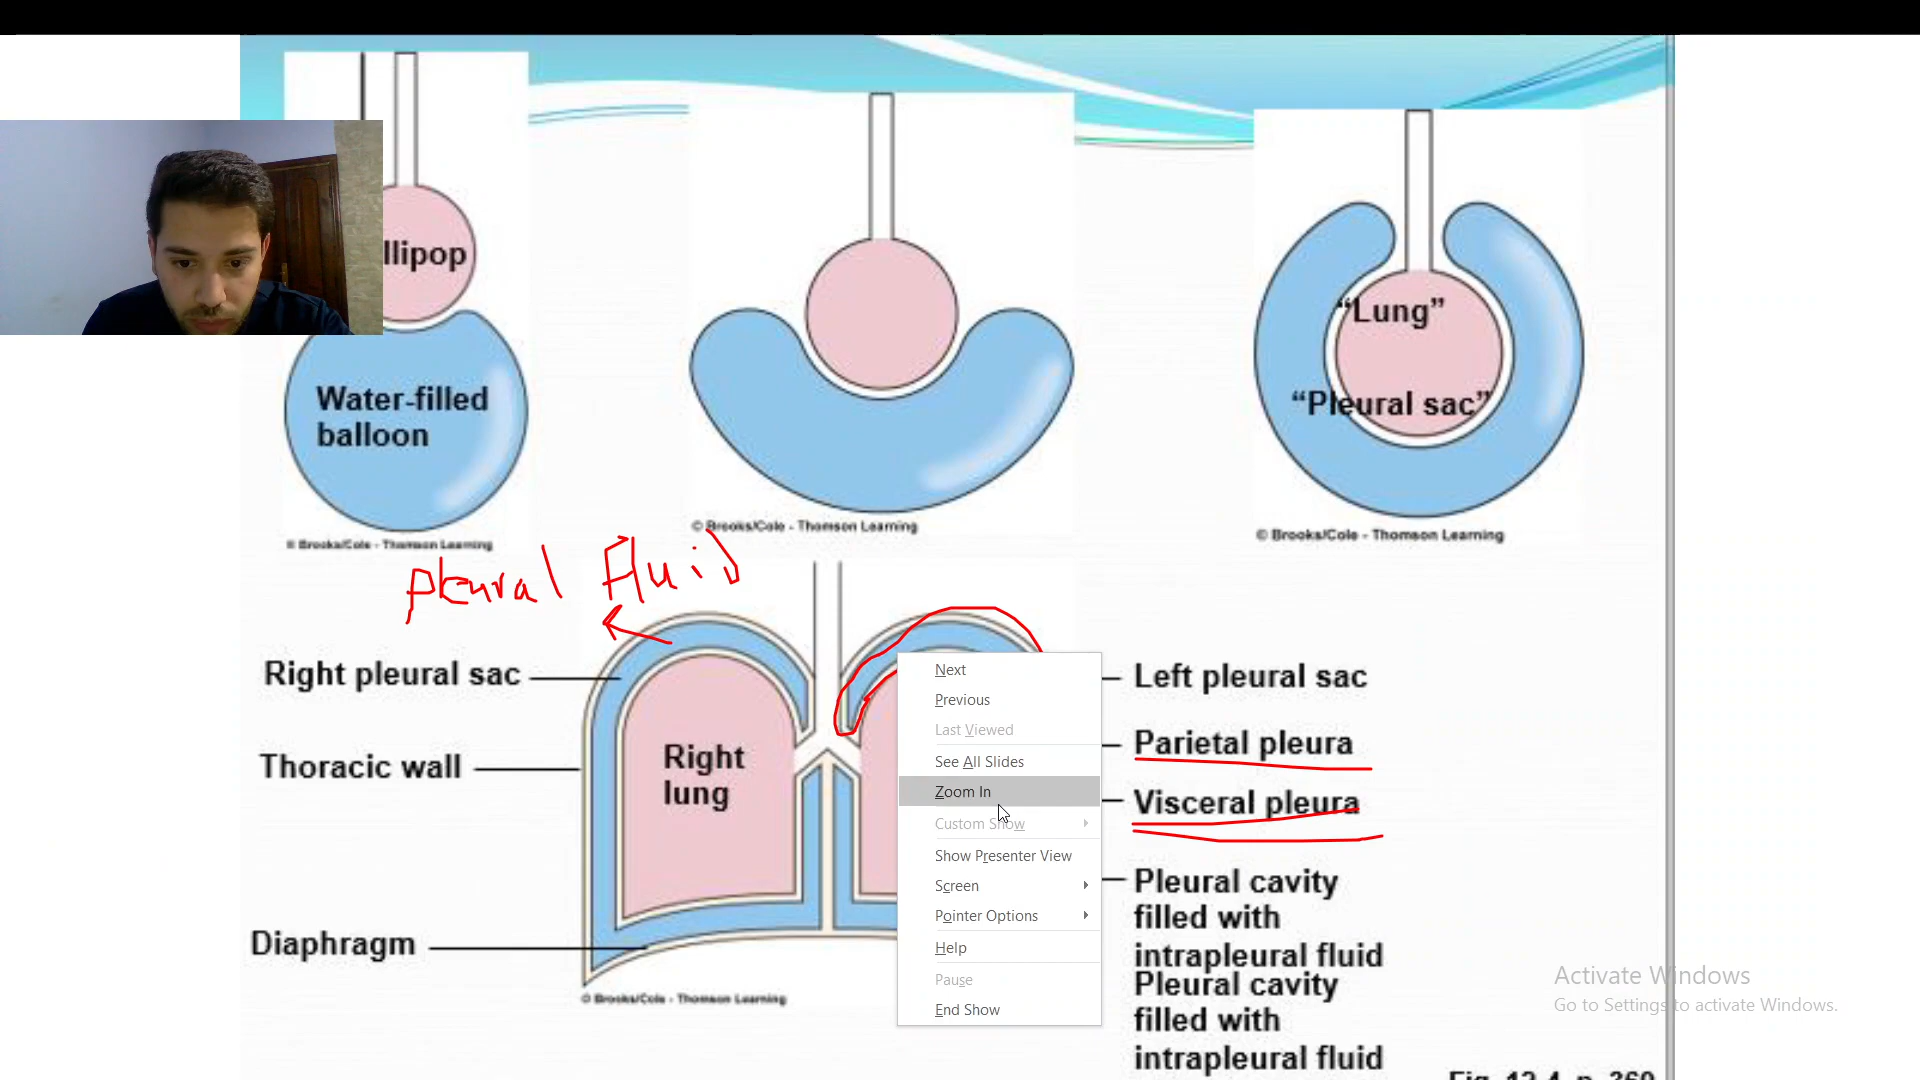 llipop
Water-filled
balloon
© Brooks/Cole - Thomson Learning
© Brooks/Cole - Thomson Learning
“Lung”
“Pleural sac”
© Brooks/Cole - Thomson Learning
Pleural Fluid
Right pleural sac
Thoracic wall
Diaphragm
Right
lung
© Brooks/Cole - Thomson Learning
Next
Previous
Last Viewed
See All Slides
Zoom In
Custom Show
Show Presenter View
Screen
Pointer Options
Help
Pause
End Show
Left pleural sac
Parietal pleura
Visceral pleura
Pleural cavity
filled with
intrapleural fluid
Pleural cavity
filled with
intrapleural fluid
Activate Windows
Go to Settings to activate Windows.
Fig. 12-4, p. 360